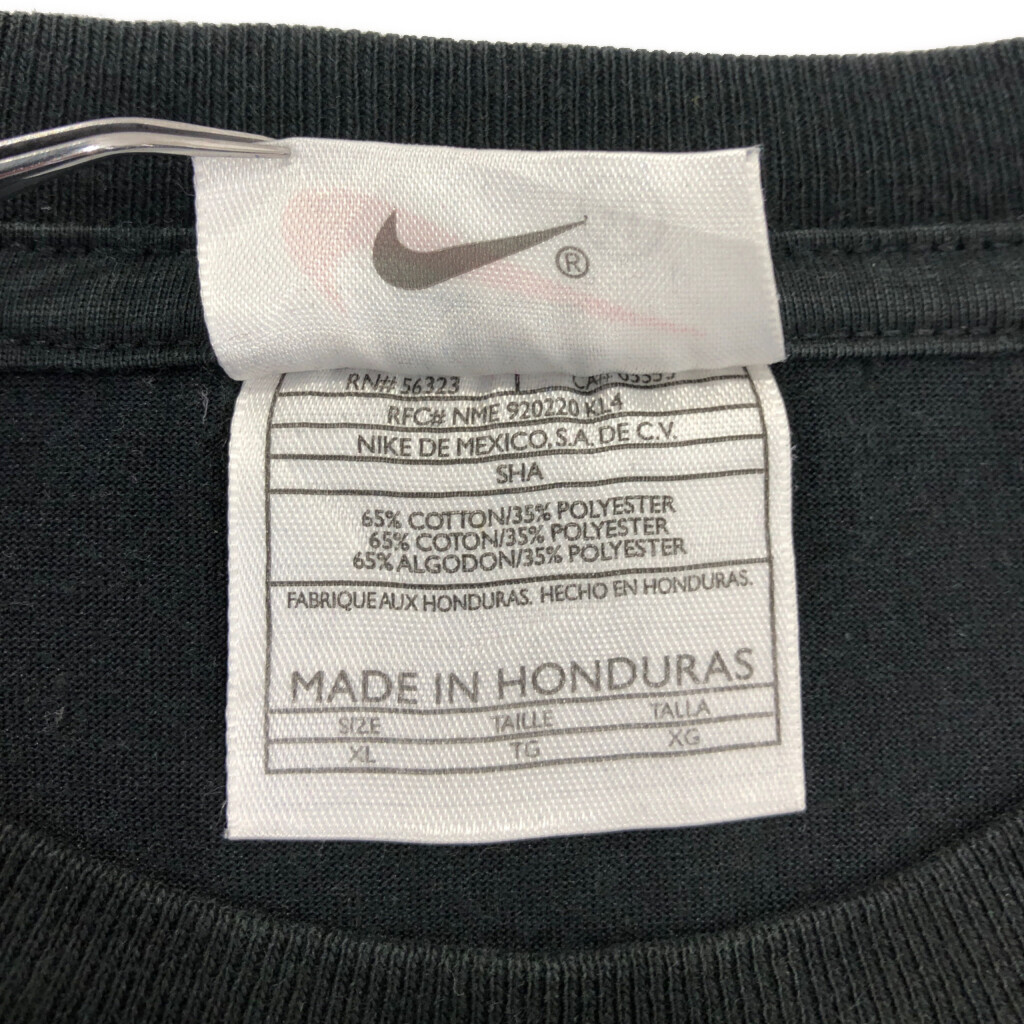 ®
RN# 56323
RFC# NME 920220 KL4
NIKE DE MEXICO, S.A. DE C.V.
SHA
65% COTTON/35% POLYESTER
65% COTON/35% POLYESTER
65% ALGODON/35% POLYESTER
FABRIQUE AUX HONDURAS. HECHO EN HONDURAS.
MADE IN HONDURAS
SIZE TAILLE TALLA
XL TG XG